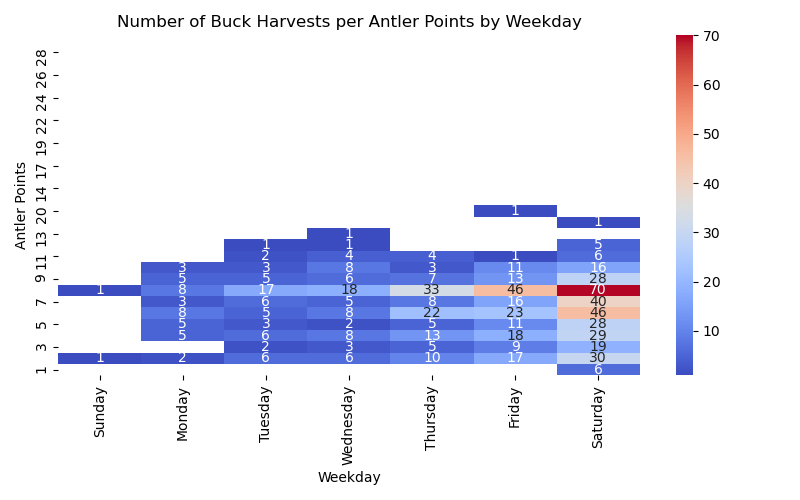 Number of Buck Harvests per Antler Points by Weekday
Antler Points
28
26
24
22
19
17
14
20
13
11
9
7
5
3
1
1
1
1
1 1 5
2 4 4 1 6
3 3 8 3 11 16
5 5 6 7 13 28
1 8 17 18 33 46 70
3 6 5 8 16 40
8 5 8 22 23 46
5 3 2 5 11 28
5 6 8 13 18 29
2 3 5 9 19
1 2 6 6 10 17 30
6
Sunday Monday Tuesday Wednesday Thursday Friday Saturday
Weekday
70
60
50
40
30
20
10